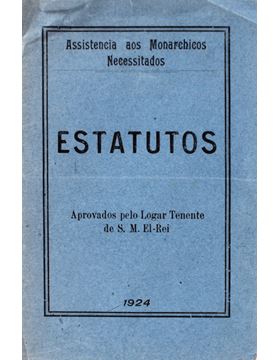 Assistencia aos Monarchicos
Necessitados
ESTATUTOS
Aprovados pelo Logar Tenente
de S. M. El-Rei
1924